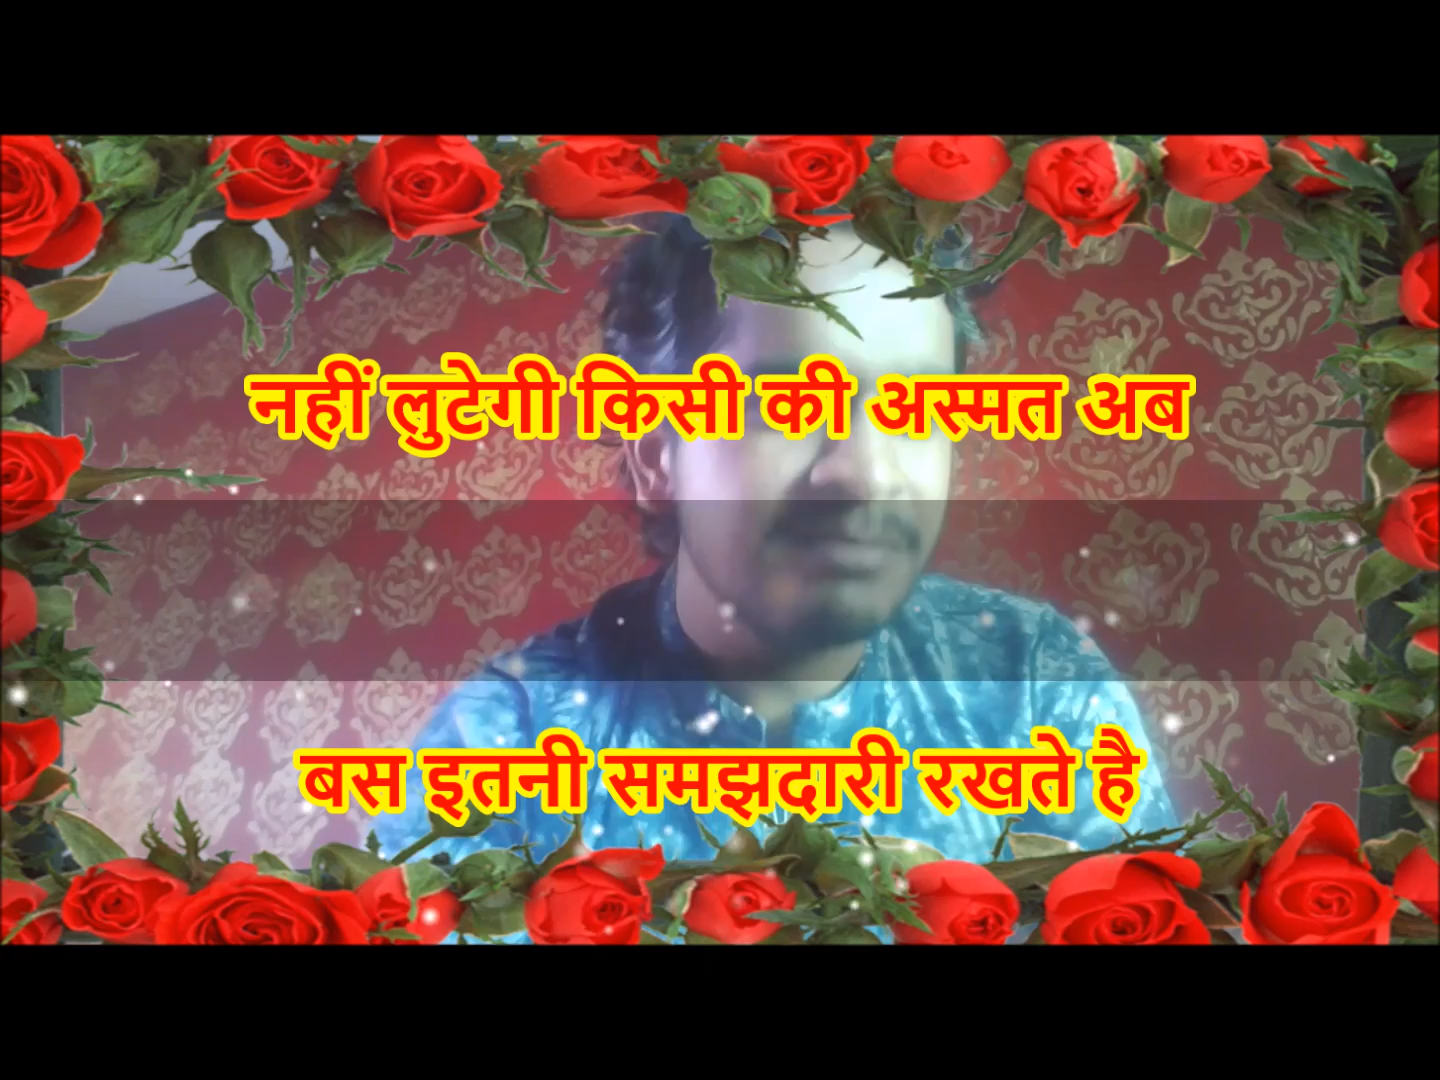 नहीं लुटेगी किसी की अस्मत अब
बस इतनी समझदारी रखते है